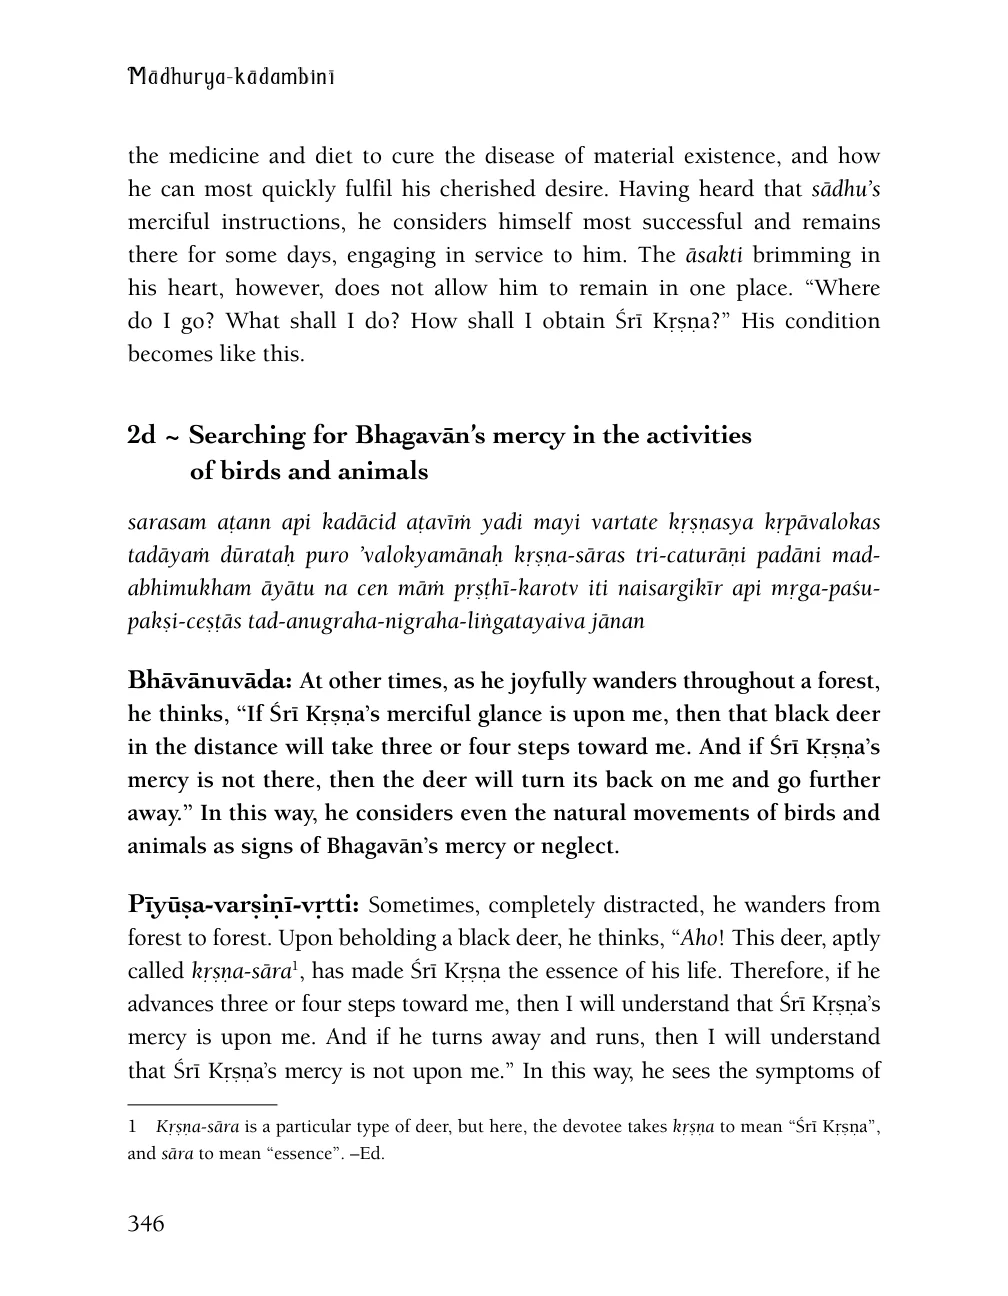 Mādhurya-kādambinī
the medicine and diet to cure the disease of material existence, and how
he can most quickly fulfil his cherished desire. Having heard that sādhu’s
merciful instructions, he considers himself most successful and remains
there for some days, engaging in service to him. The āsakti brimming in
his heart, however, does not allow him to remain in one place. “Where
do I go? What shall I do? How shall I obtain Śrī Kṛṣṇa?” His condition
becomes like this.
2d ~ Searching for Bhagavān’s mercy in the activities
of birds and animals
sarasam aṭann api kadācid aṭavīṁ yadi mayi vartate kṛṣṇasya kṛpāvalokas
tadāyaṁ dūrataḥ puro ’valokyamānaḥ kṛṣṇa-sāras tri-caturāṇi padāni mad-
abhimukham āyātu na cen māṁ pṛṣṭhī-karotv iti naisargikīr api mṛga-paśu-
pakṣi-ceṣṭās tad-anugraha-nigraha-liṅgatayaiva jānan
Bhāvānuvāda: At other times, as he joyfully wanders throughout a forest,
he thinks, “If Śrī Kṛṣṇa’s merciful glance is upon me, then that black deer
in the distance will take three or four steps toward me. And if Śrī Kṛṣṇa’s
mercy is not there, then the deer will turn its back on me and go further
away.” In this way, he considers even the natural movements of birds and
animals as signs of Bhagavān’s mercy or neglect.
Pīyūṣa-varṣiṇī-vṛtti: Sometimes, completely distracted, he wanders from
forest to forest. Upon beholding a black deer, he thinks, “Aho! This deer, aptly
called kṛṣṇa-sāra¹, has made Śrī Kṛṣṇa the essence of his life. Therefore, if he
advances three or four steps toward me, then I will understand that Śrī Kṛṣṇa’s
mercy is upon me. And if he turns away and runs, then I will understand
that Śrī Kṛṣṇa’s mercy is not upon me.” In this way, he sees the symptoms of
1 Kṛṣṇa-sāra is a particular type of deer, but here, the devotee takes kṛṣṇa to mean “Śrī Kṛṣṇa”,
and sāra to mean “essence”. –Ed.
346